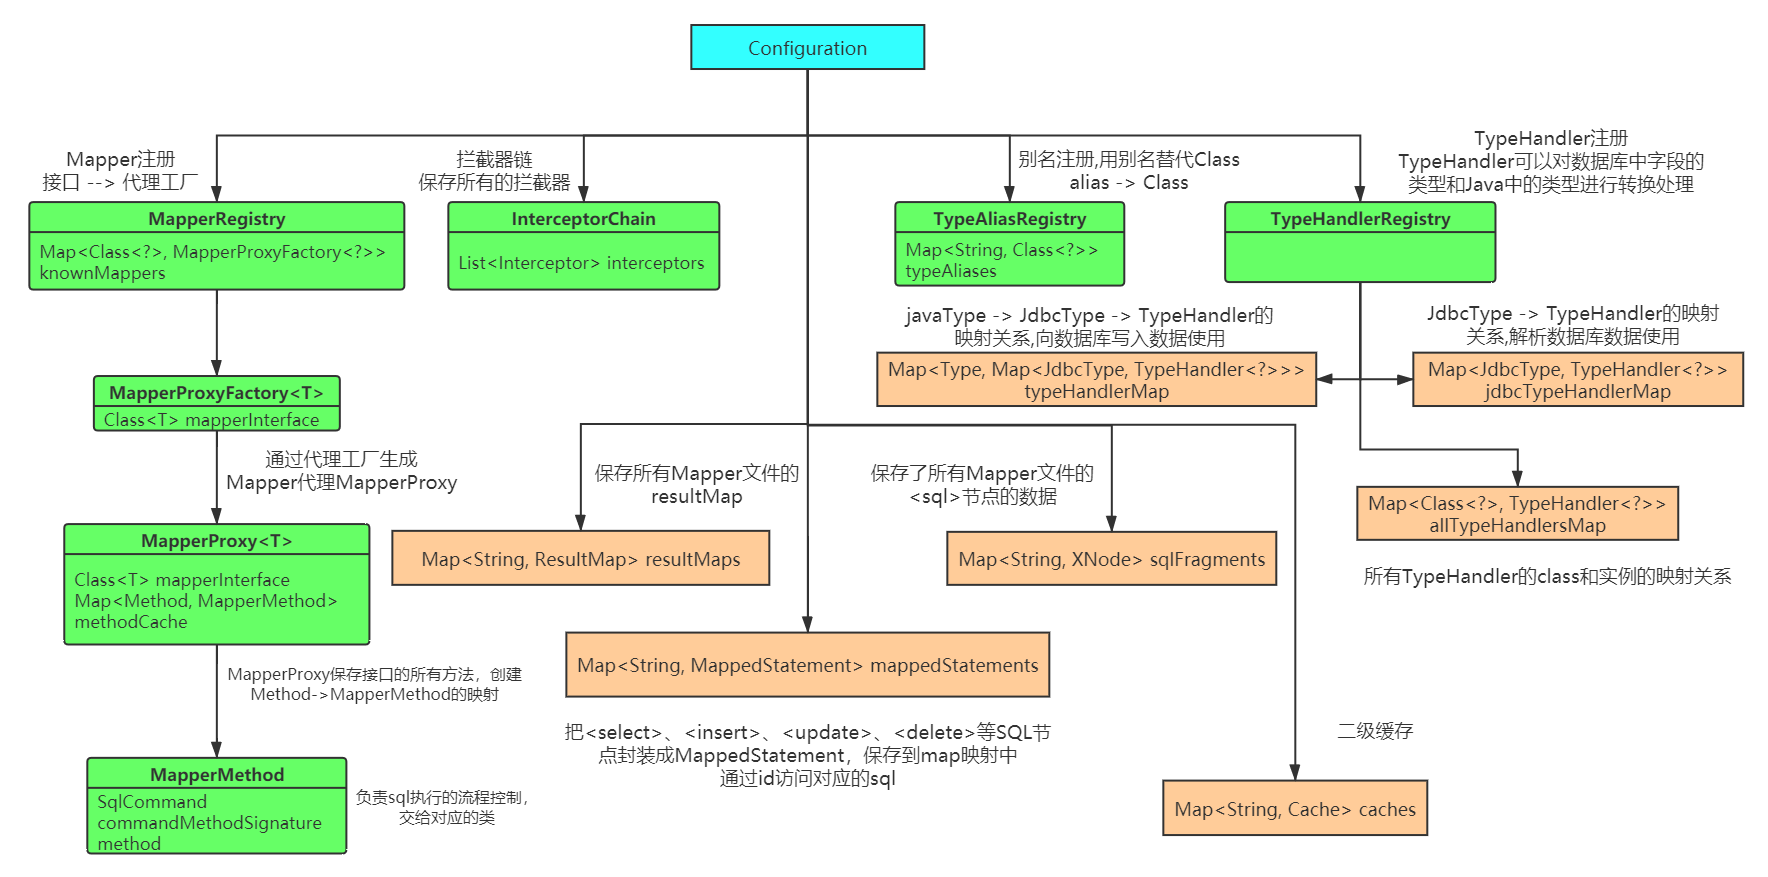 Configuration
Mapper注册
接口 --> 代理工厂
拦截器链
保存所有的拦截器
别名注册,用别名替代Class
alias -> Class
TypeHandler注册
TypeHandler可以对数据库中字段的
类型和Java中的类型进行转换处理
MapperRegistry
Map<Class<?>, MapperProxyFactory<?>>
knownMappers
InterceptorChain
List<Interceptor> interceptors
TypeAliasRegistry
Map<String, Class<?>>
typeAliases
TypeHandlerRegistry
javaType -> JdbcType -> TypeHandler的
映射关系,向数据库写入数据使用
Map<Type, Map<JdbcType, TypeHandler<?>>>
typeHandlerMap
JdbcType -> TypeHandler的映射
关系,解析数据库数据使用
Map<JdbcType, TypeHandler<?>>
jdbcTypeHandlerMap
MapperProxyFactory<T>
Class<T> mapperInterface
通过代理工厂生成
Mapper代理MapperProxy
保存所有Mapper文件的
resultMap
保存了所有Mapper文件的
<sql>节点的数据
Map<Class<?>, TypeHandler<?>>
allTypeHandlersMap
所有TypeHandler的class和实例的映射关系
MapperProxy<T>
Class<T> mapperInterface
Map<Method, MapperMethod>
methodCache
Map<String, ResultMap> resultMaps
Map<String, XNode> sqlFragments
Map<String, MappedStatement> mappedStatements
MapperProxy保存接口的所有方法，创建
Method->MapperMethod的映射
把<select>、<insert>、<update>、<delete>等SQL节
点封装成MappedStatement，保存到map映射中
通过id访问对应的sql
二级缓存
Map<String, Cache> caches
MapperMethod
SqlCommand
commandMethodSignature
method
负责sql执行的流程控制，
交给对应的类